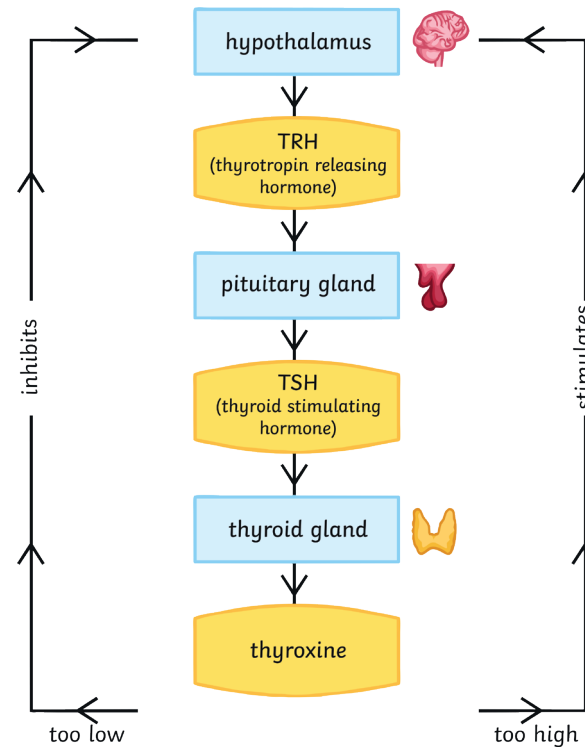 hypothalamus
TRH
(thyrotropin releasing
hormone)
pituitary gland
inhibits
stimulates
TSH
(thyroid stimulating
hormone)
thyroid gland
thyroxine
too low
too high